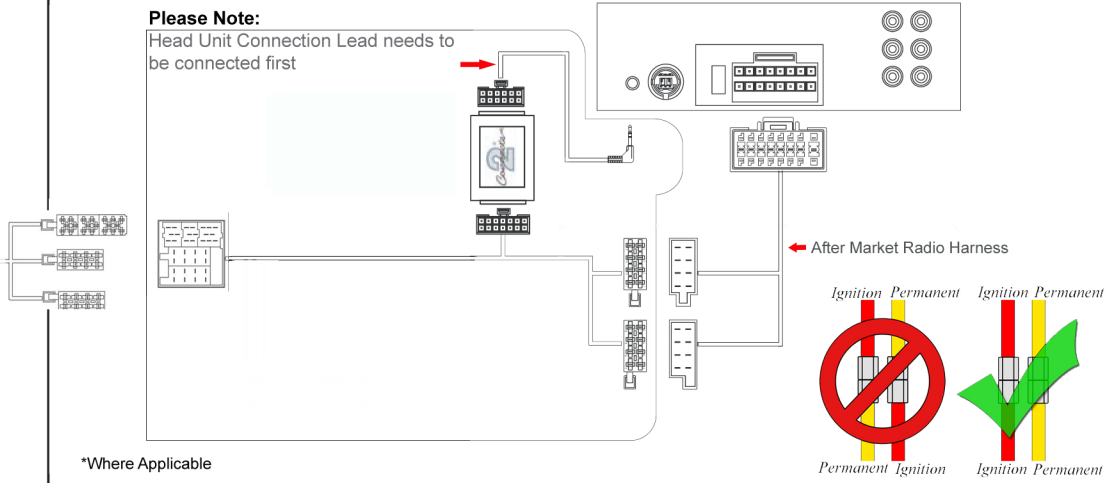 Please Note:
Head Unit Connection Lead needs to
be connected first
Connects2
After Market Radio Harness
Ignition Permanent
Ignition Permanent
Permanent Ignition
Ignition Permanent
*Where Applicable